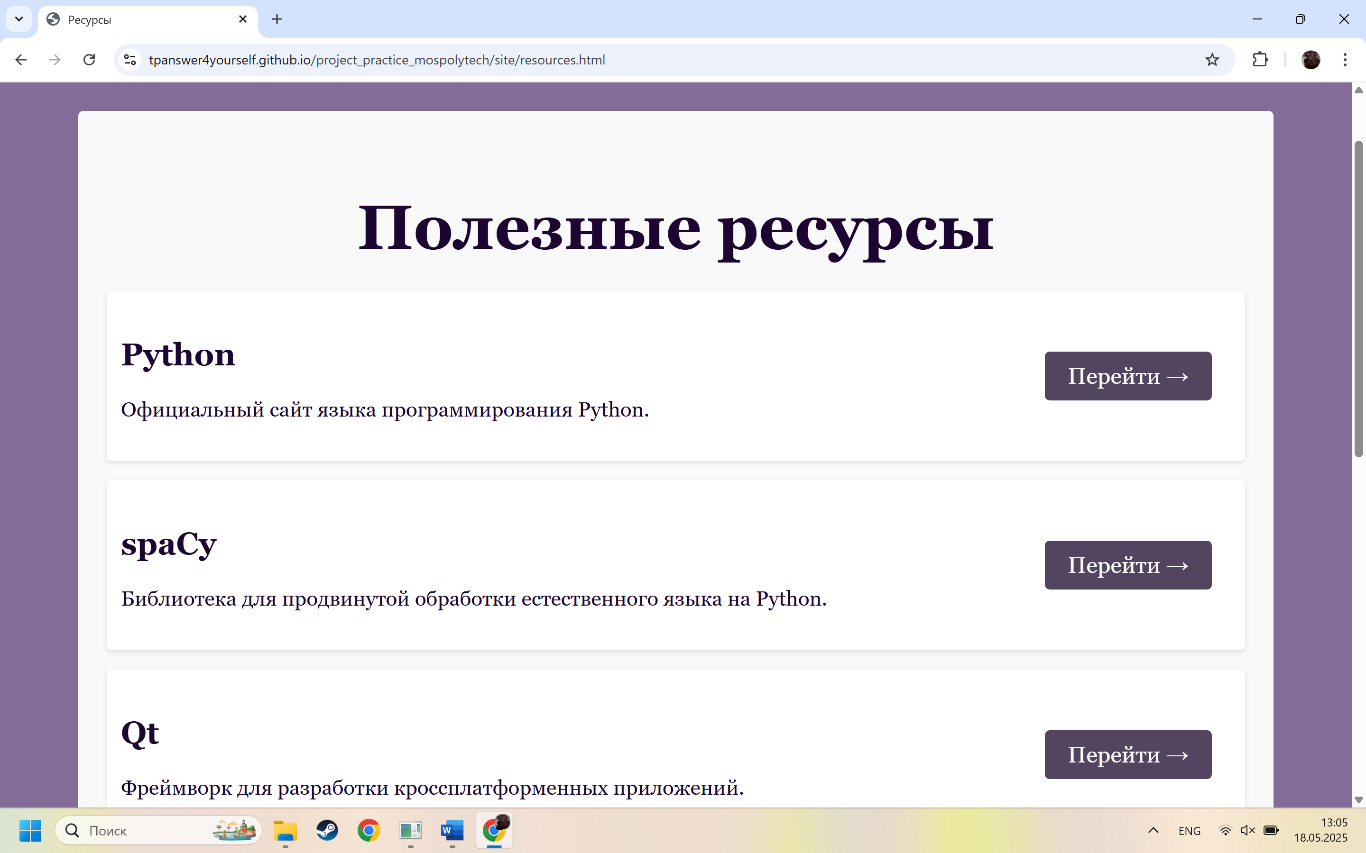 Ресурсы
tpanswer4yourself.github.io/project_practice_mospolytech/site/resources.html
Полезные ресурсы
Python
Официальный сайт языка программирования Python.
Перейти →
spaCy
Библиотека для продвинутой обработки естественного языка на Python.
Перейти →
Qt
Фреймворк для разработки кроссплатформенных приложений.
Перейти →
Поиск
W
ENG
13:05
18.05.2025